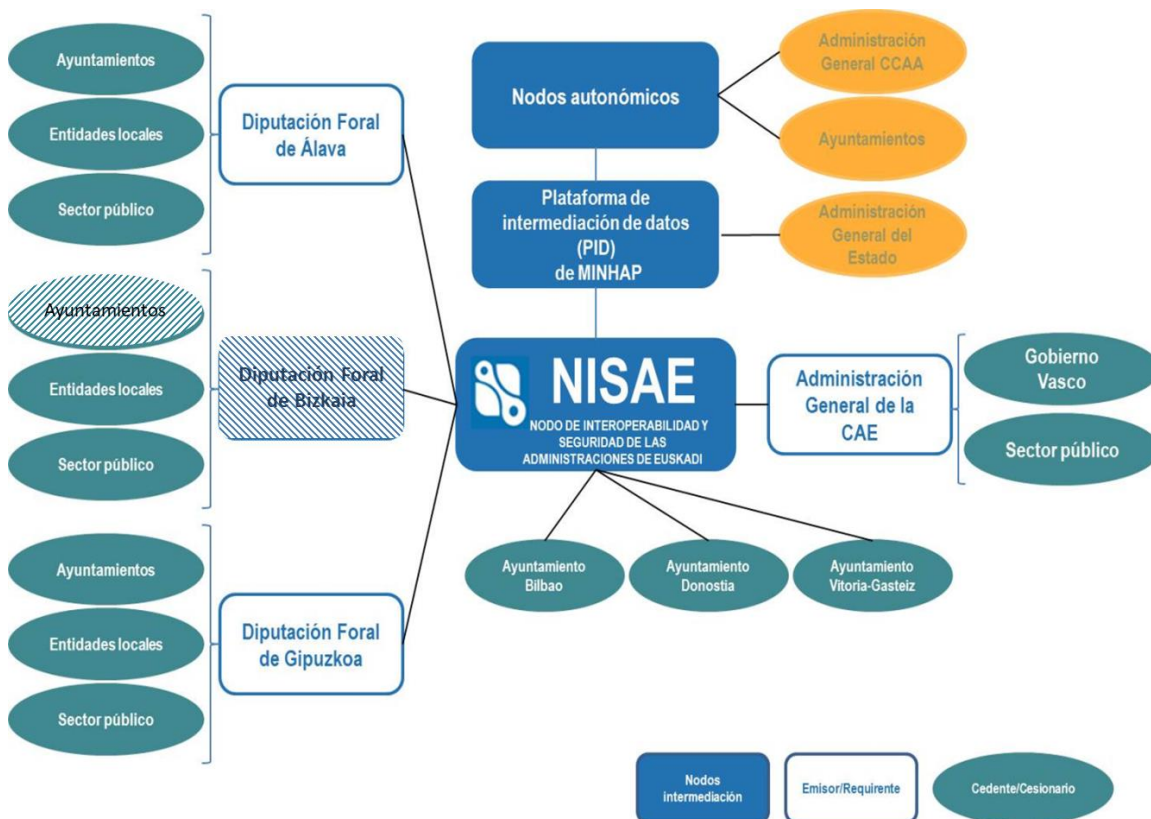 Ayuntamientos
Entidades locales
Sector público
Diputación Foral
de Álava
Ayuntamientos
Entidades locales
Sector público
Diputación Foral
de Bizkaia
Ayuntamientos
Entidades locales
Sector público
Diputación Foral
de Gipuzkoa
Nodos autonómicos
Administración
General CCAA
Ayuntamientos
Plataforma de
intermediación de datos
(PID)
de MINHAP
Administración
General del
Estado
NISAE
NODO DE INTEROPERABILIDAD Y
SEGURIDAD DE LAS
ADMINISTRACIONES DE EUSKADI
Administración
General de la
CAE
Gobierno
Vasco
Sector público
Ayuntamiento
Bilbao
Ayuntamiento
Donostia
Ayuntamiento
Vitoria-Gasteiz
Nodos
intermediación
Emisor/Requirente
Cedente/Cesionario